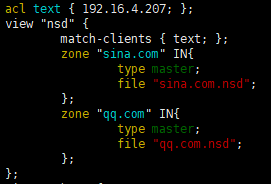 acl text { 192.16.4.207; };
view "nsd" {
match-clients { text; };
zone "sina.com" IN{
type master;
file "sina.com.nsd";
};
zone "qq.com" IN{
type master;
file "qq.com.nsd";
};
};